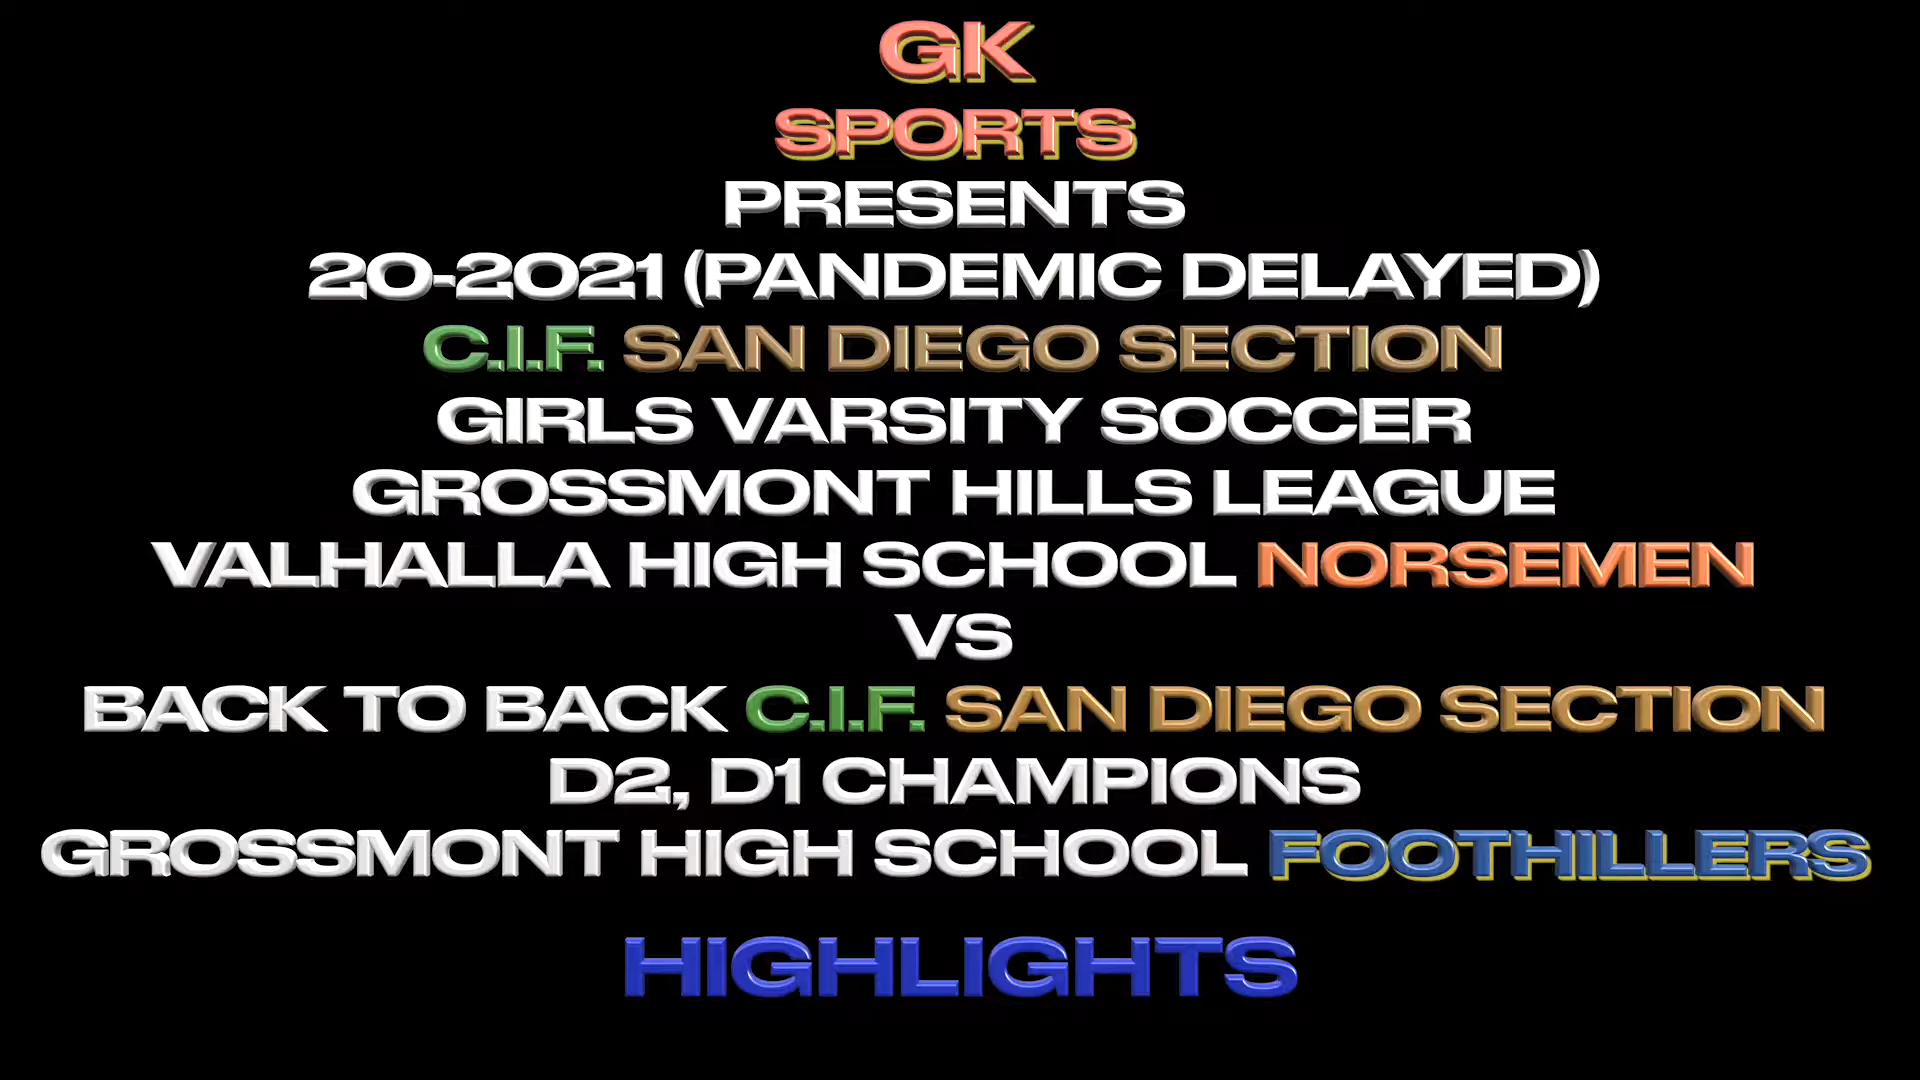 GK
SPORTS
PRESENTS
20-2021 (PANDEMIC DELAYED)
C.I.F. SAN DIEGO SECTION
GIRLS VARSITY SOCCER
GROSSMONT HILLS LEAGUE
VALHALLA HIGH SCHOOL NORSEMEN
VS
BACK TO BACK C.I.F. SAN DIEGO SECTION
D2, D1 CHAMPIONS
GROSSMONT HIGH SCHOOL FOOTHILLERS
HIGHLIGHTS